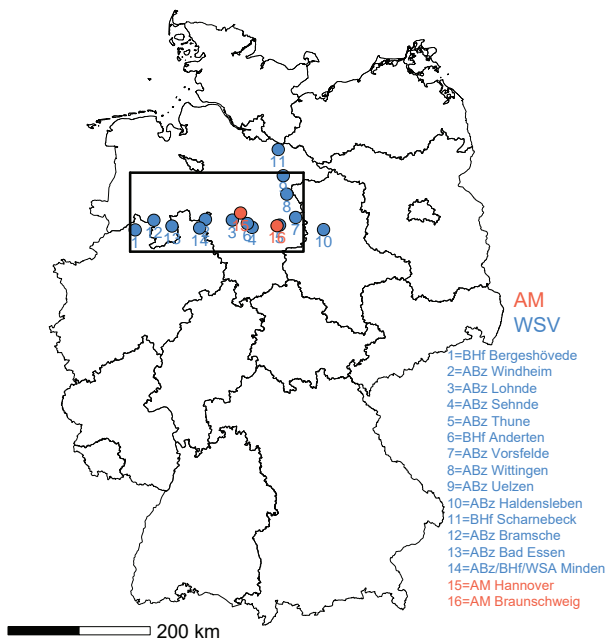 11
9
8
12
13
14
3
15
6
4
5
16
7
10
1
AM
WSV
1=BHf Bergeshövede
2=ABz Windheim
3=ABz Lohnde
4=ABz Sehnde
5=ABz Thune
6=BHf Anderten
7=ABz Vorsfelde
8=ABz Wittingen
9=ABz Uelzen
10=ABz Haldensleben
11=BHf Scharnebeck
12=ABz Bramsche
13=ABz Bad Essen
14=ABz/BHf/WSA Minden
15=AM Hannover
16=AM Braunschweig
200 km